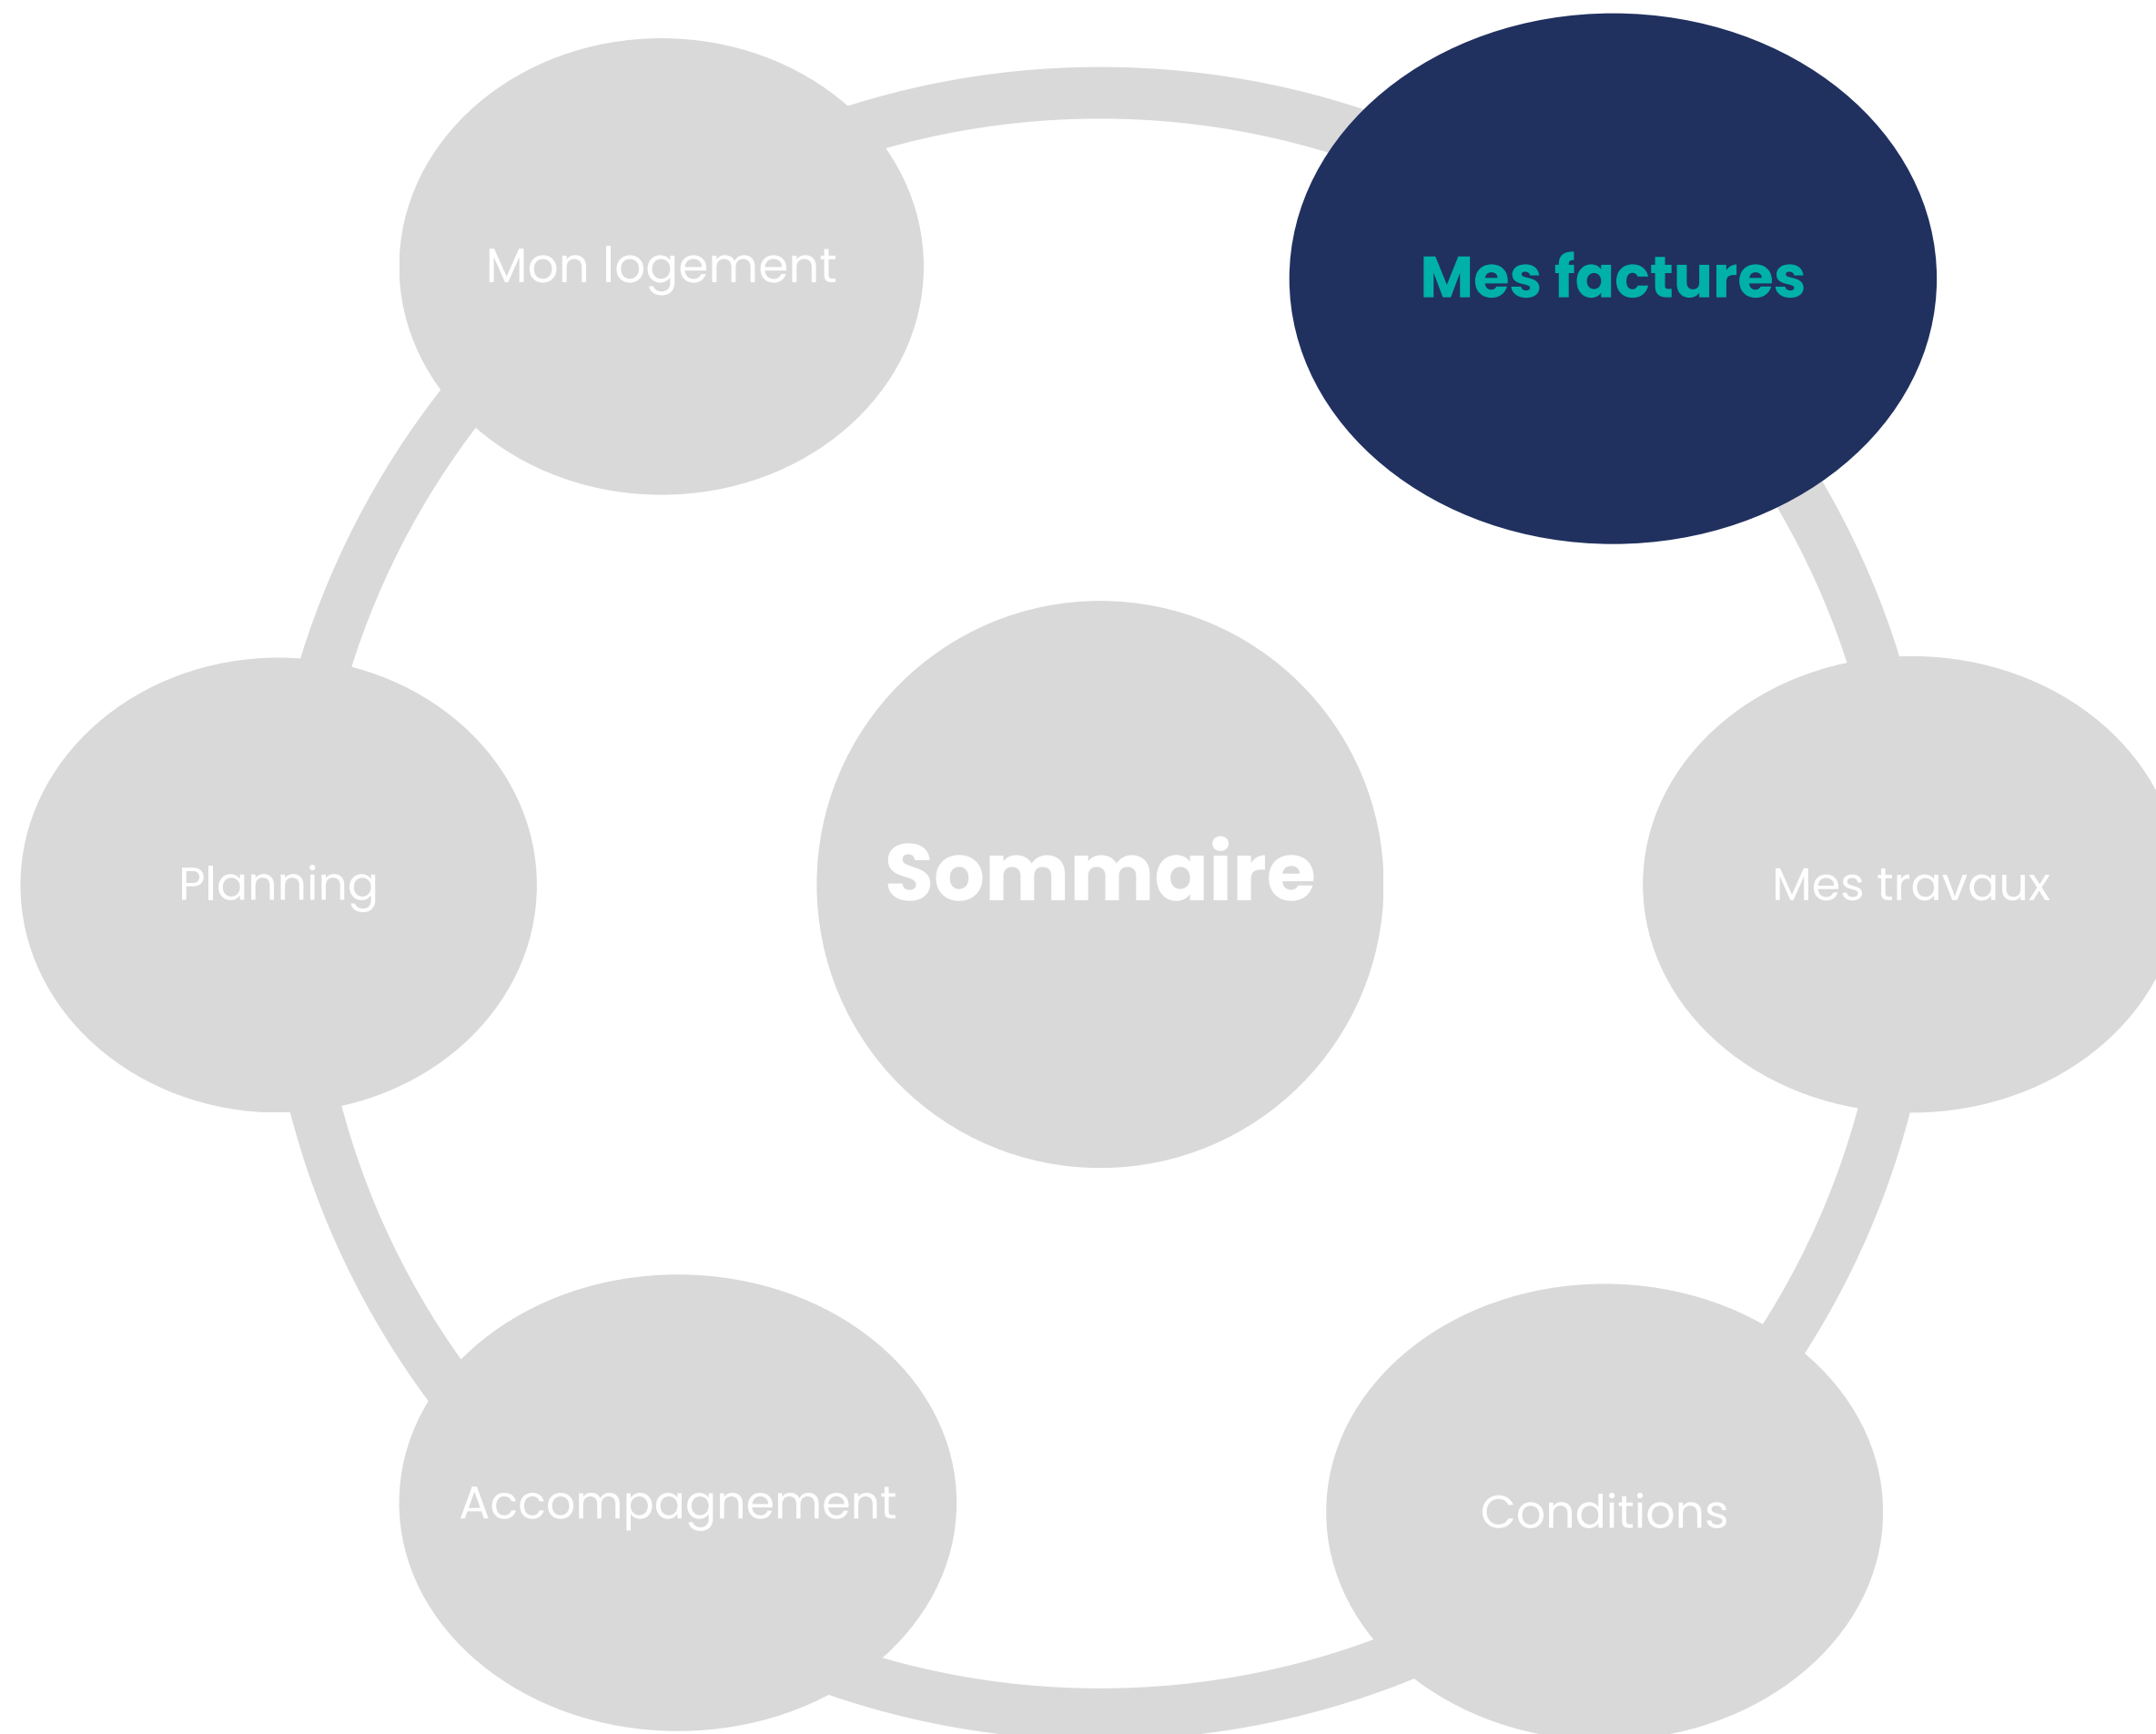 Mon logement
Mes factures
Planning
Sommaire
Mes travaux
Accompagnement
Conditions